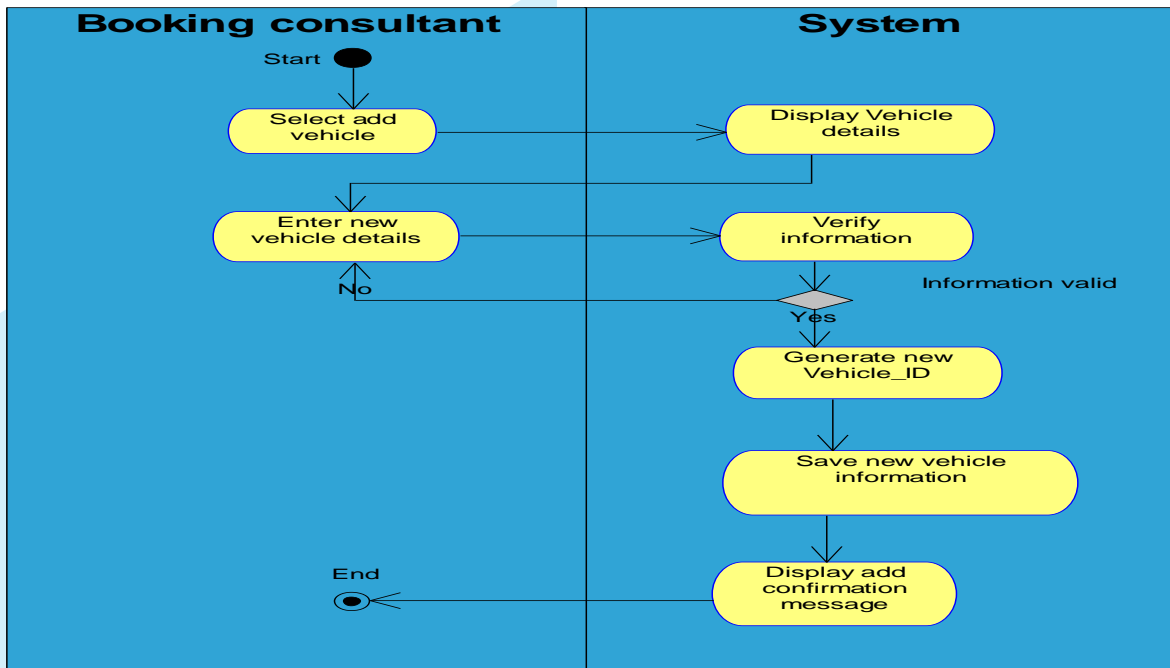 Booking consultant
System
Start
Select add
vehicle
Display Vehicle
details
Enter new
vehicle details
Verify
information
No
Information valid
Yes
Generate new
Vehicle_ID
Save new vehicle
information
Display add
confirmation
message
End